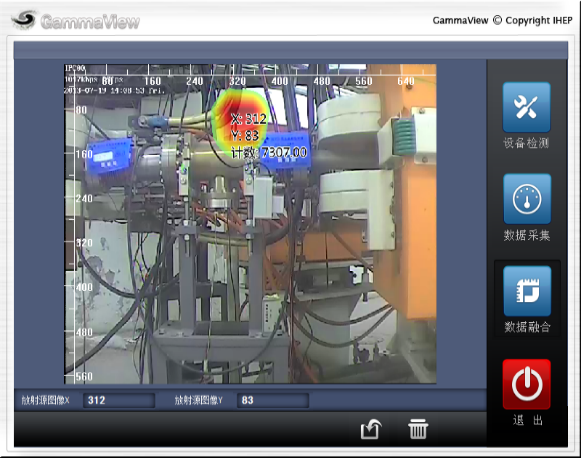 GammaView
GammaView © Copyright IHEP
IPC00
80 160 240 320 400 480 560 640
2013-07-19 14:08:53 Fri.
80
160
240
320
400
480
560
X: 312
Y: 83
计数: 7307.00
设备检测
数据采集
数据融合
退 出
放射源图像X 312 放射源图像Y 83